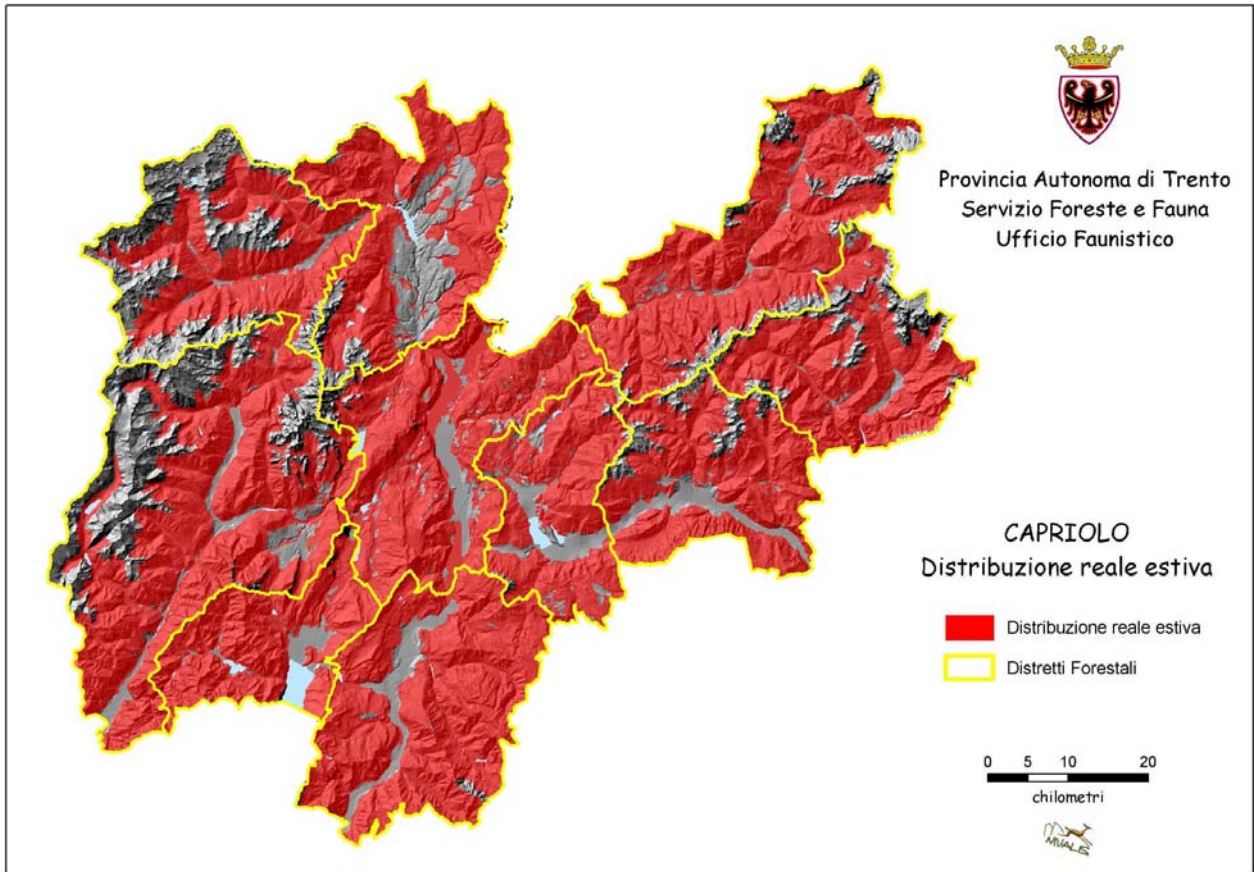 Provincia Autonoma di Trento
Servizio Foreste e Fauna
Ufficio Faunistico
CAPRIOLO
Distribuzione reale estiva
Distribuzione reale estiva
Distretti Forestali
0 5 10 20
chilometri